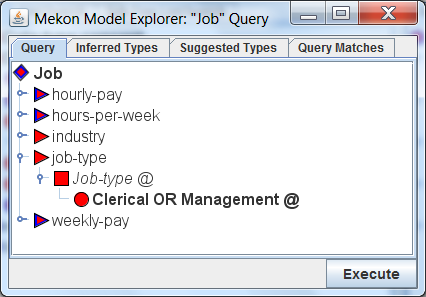 Mekon Model Explorer: "Job" Query
Query Inferred Types Suggested Types Query Matches
Job
hourly-pay
hours-per-week
industry
job-type
Job-type @
Clerical OR Management @
weekly-pay
Execute